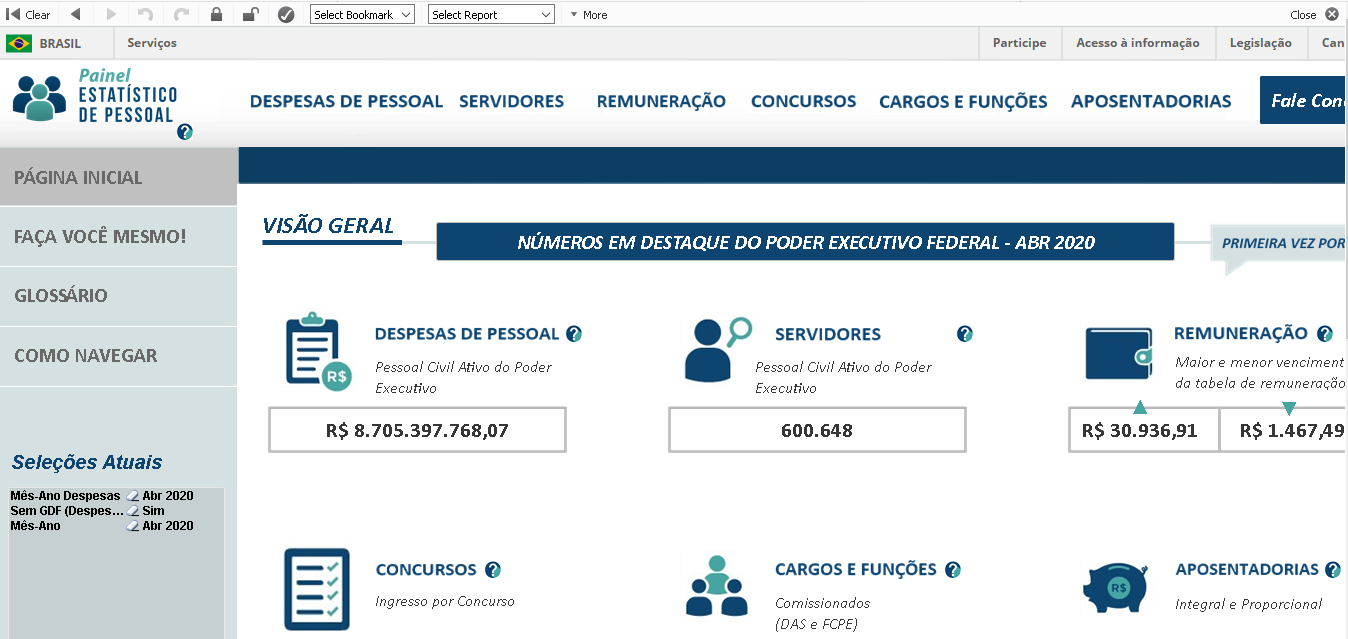 Clear
Select Bookmark
Select Report
More
Close
BRASIL
Serviços
Participe
Acesso à informação
Legislação
Can
Painel
ESTATÍSTICO
DE PESSOAL
?
DESPESAS DE PESSOAL
SERVIDORES
REMUNERAÇÃO
CONCURSOS
CARGOS E FUNÇÕES
APOSENTADORIAS
Fale Con
PÁGINA INICIAL
FAÇA VOCÊ MESMO!
GLOSSÁRIO
COMO NAVEGAR
Seleções Atuais
Mês-Ano Despesas Abr 2020
Sem GDF (Despes... Sim
Mês-Ano Abr 2020
VISÃO GERAL
NÚMEROS EM DESTAQUE DO PODER EXECUTIVO FEDERAL - ABR 2020
PRIMEIRA VEZ POR
DESPESAS DE PESSOAL ?
Pessoal Civil Ativo do Poder
Executivo
R$
R$ 8.705.397.768,07
SERVIDORES ?
Pessoal Civil Ativo do Poder
Executivo
600.648
REMUNERAÇÃO ?
Maior e menor venciment
da tabela de remuneração
R$ 30.936,91
R$ 1.467,49
CONCURSOS ?
Ingresso por Concurso
CARGOS E FUNÇÕES ?
Comissionados
(DAS e FCPE)
R$
APOSENTADORIAS ?
Integral e Proporcional